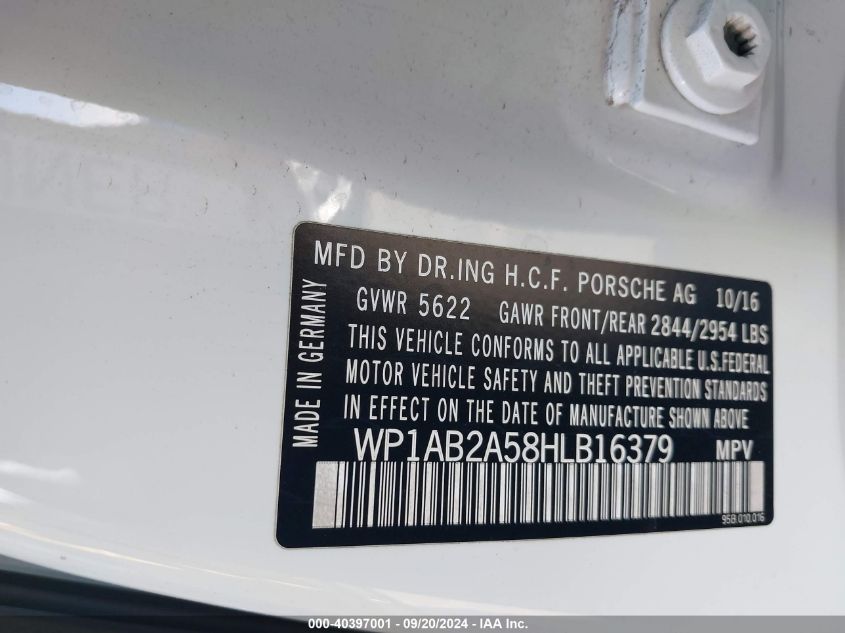 MFD BY DR.ING H.C.F. PORSCHE AG 10/16
GVWR 5622 GAWR FRONT/REAR 2844/2954 LBS
THIS VEHICLE CONFORMS TO ALL APPLICABLE U.S.FEDERAL
MOTOR VEHICLE SAFETY AND THEFT PREVENTION STANDARDS
IN EFFECT ON THE DATE OF MANUFACTURE SHOWN ABOVE
WP1AB2A58HLB16379 MPV
95B.010.016
MADE IN GERMANY
000-40397001 - 09/20/2024 - IAA Inc.